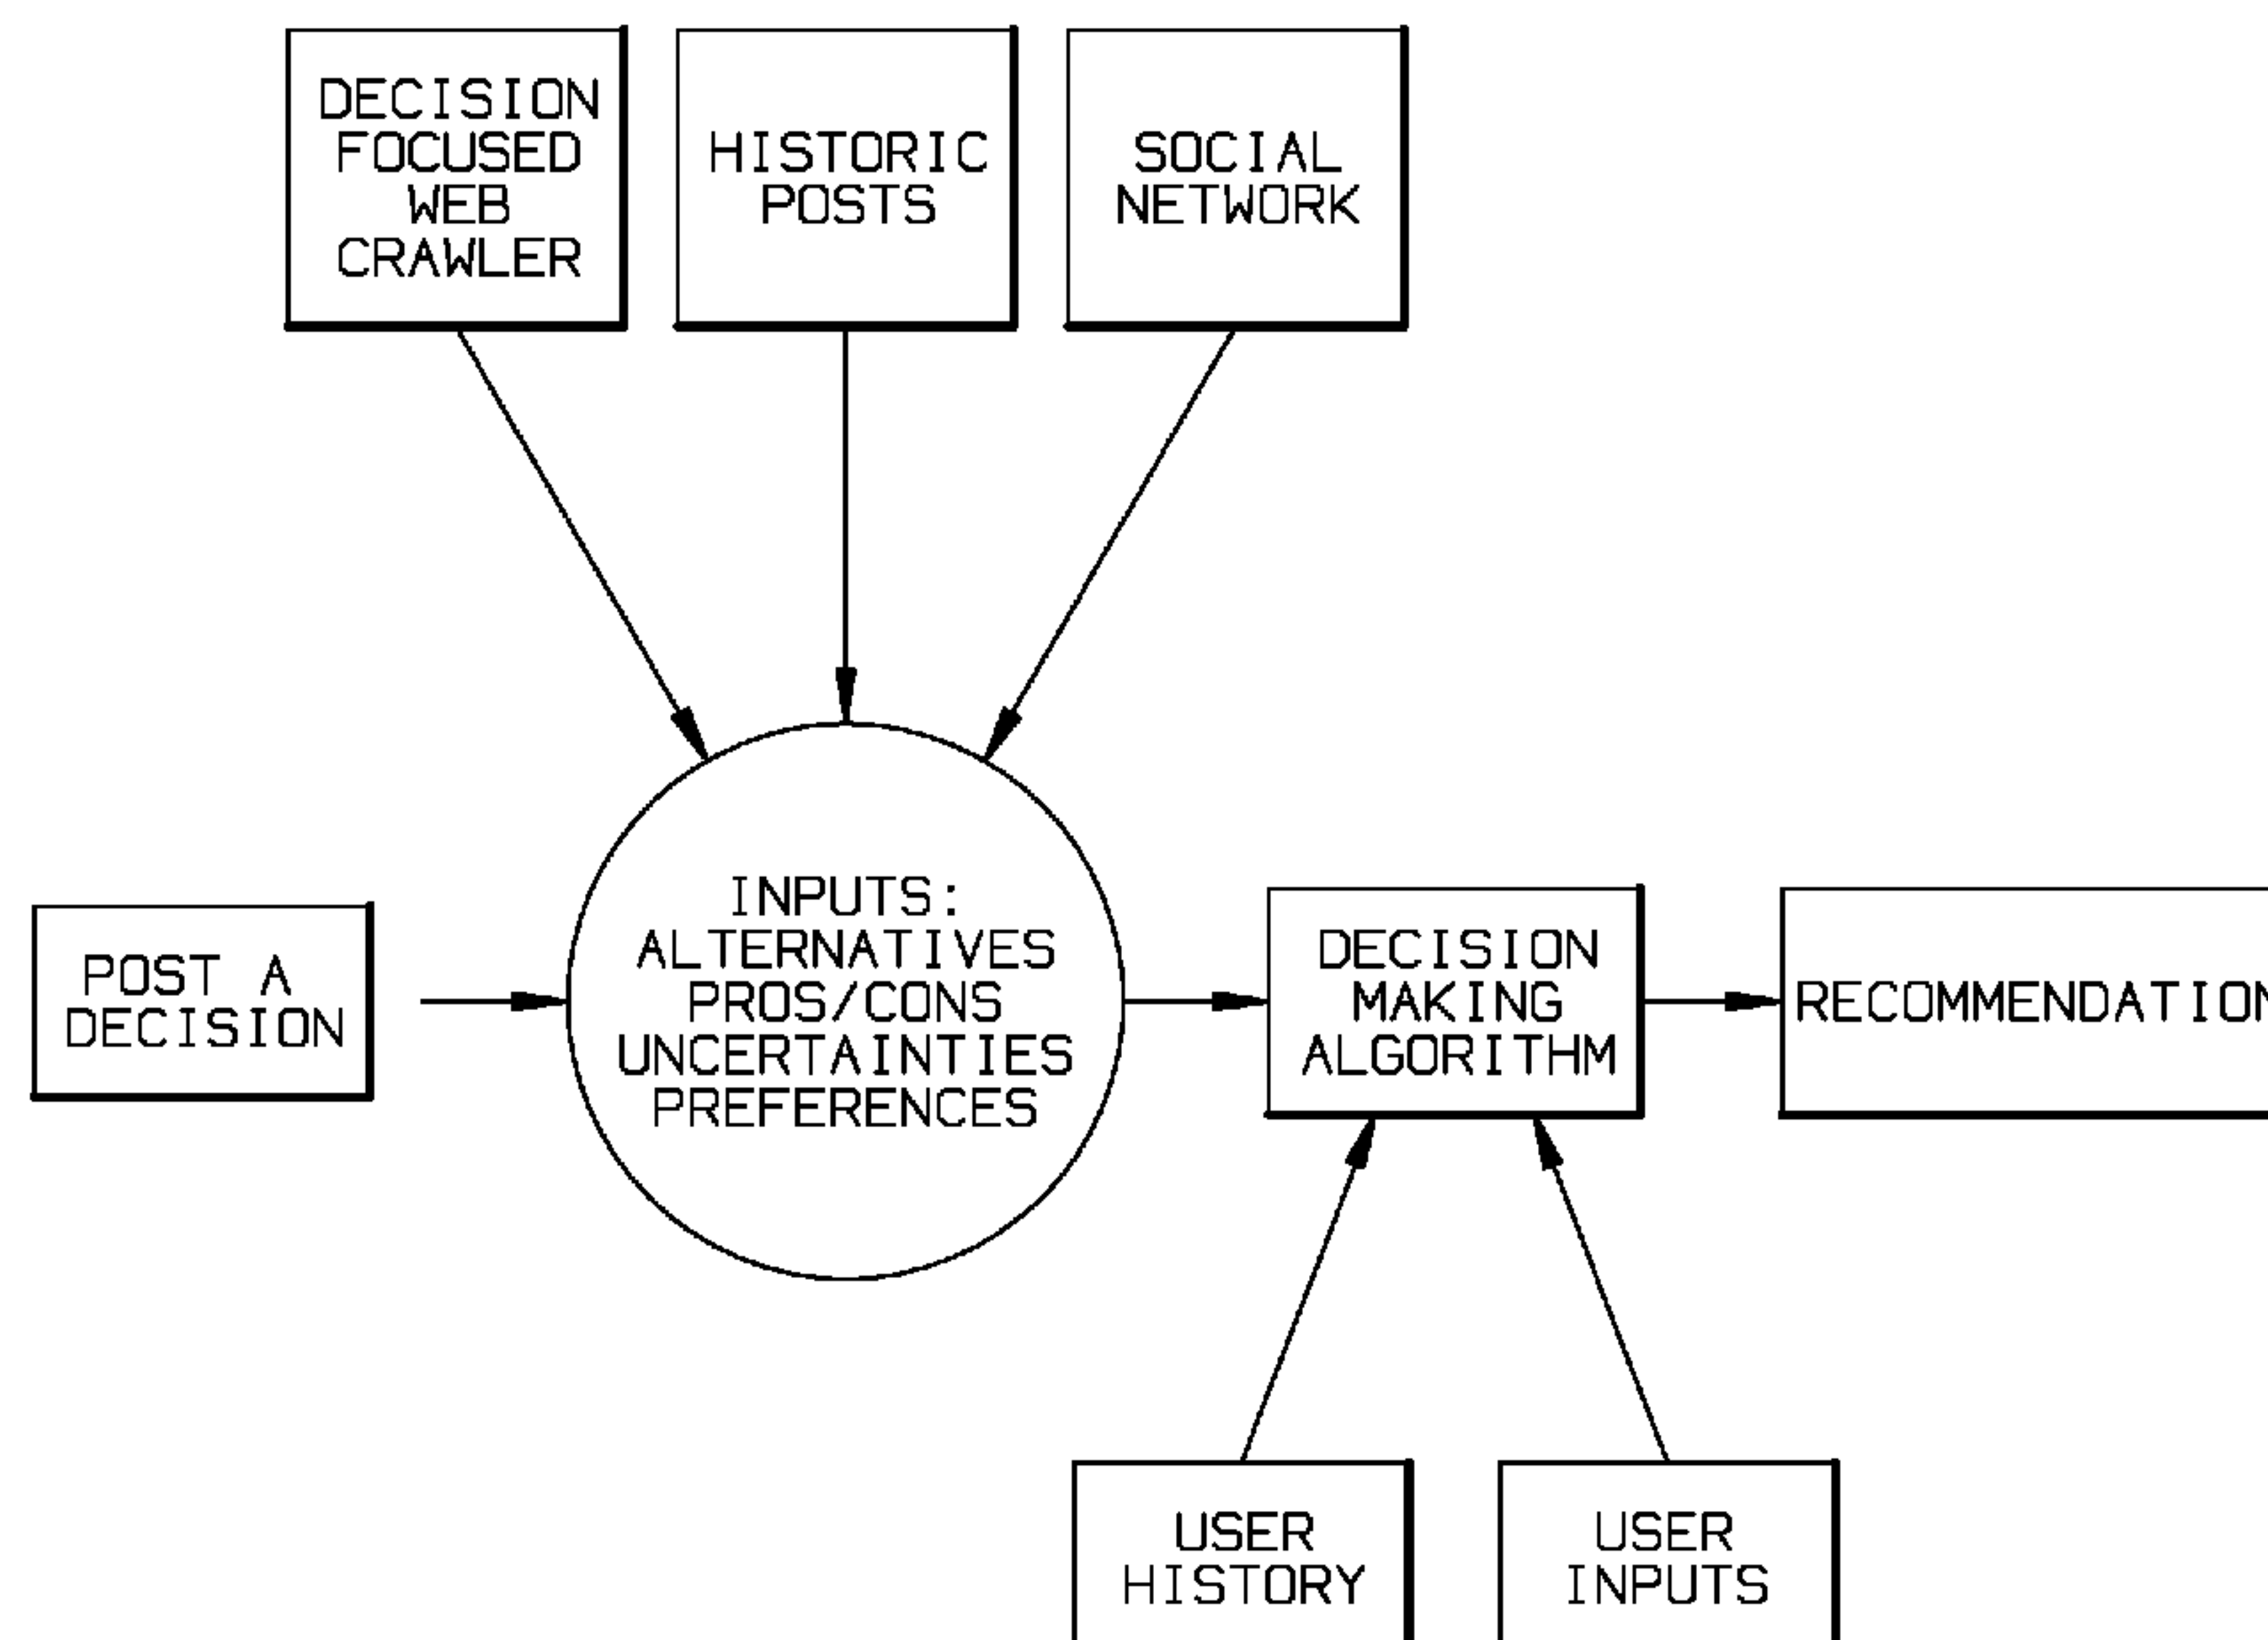 DECISION
FOCUSED
WEB
CRAWLER
HISTORIC
POSTS
SOCIAL
NETWORK
POST A
DECISION
INPUTS:
ALTERNATIVES
PROS/CONS
UNCERTAINTIES
PREFERENCES
DECISION
MAKING
ALGORITHM
RECOMMENDATION
USER
HISTORY
USER
INPUTS